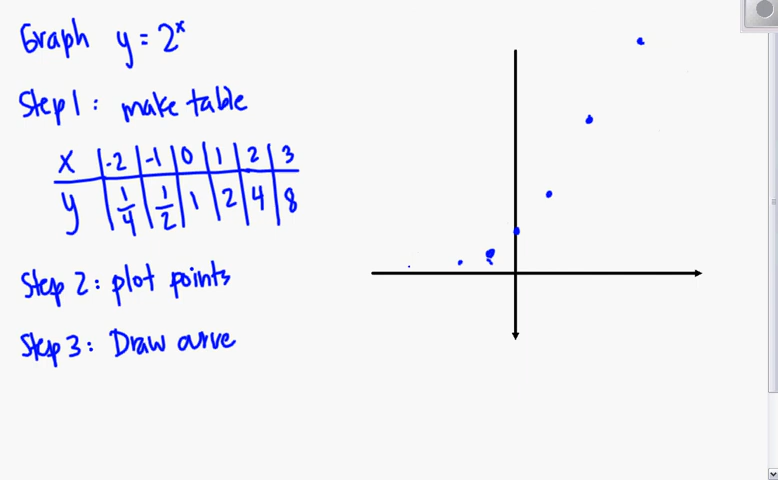 Graph y = 2^x
Step 1: make table
x | -2 | -1 | 0 | 1 | 2 | 3
y | 1/4 | 1/2 | 1 | 2 | 4 | 8
Step 2: plot points
Step 3: Draw curve